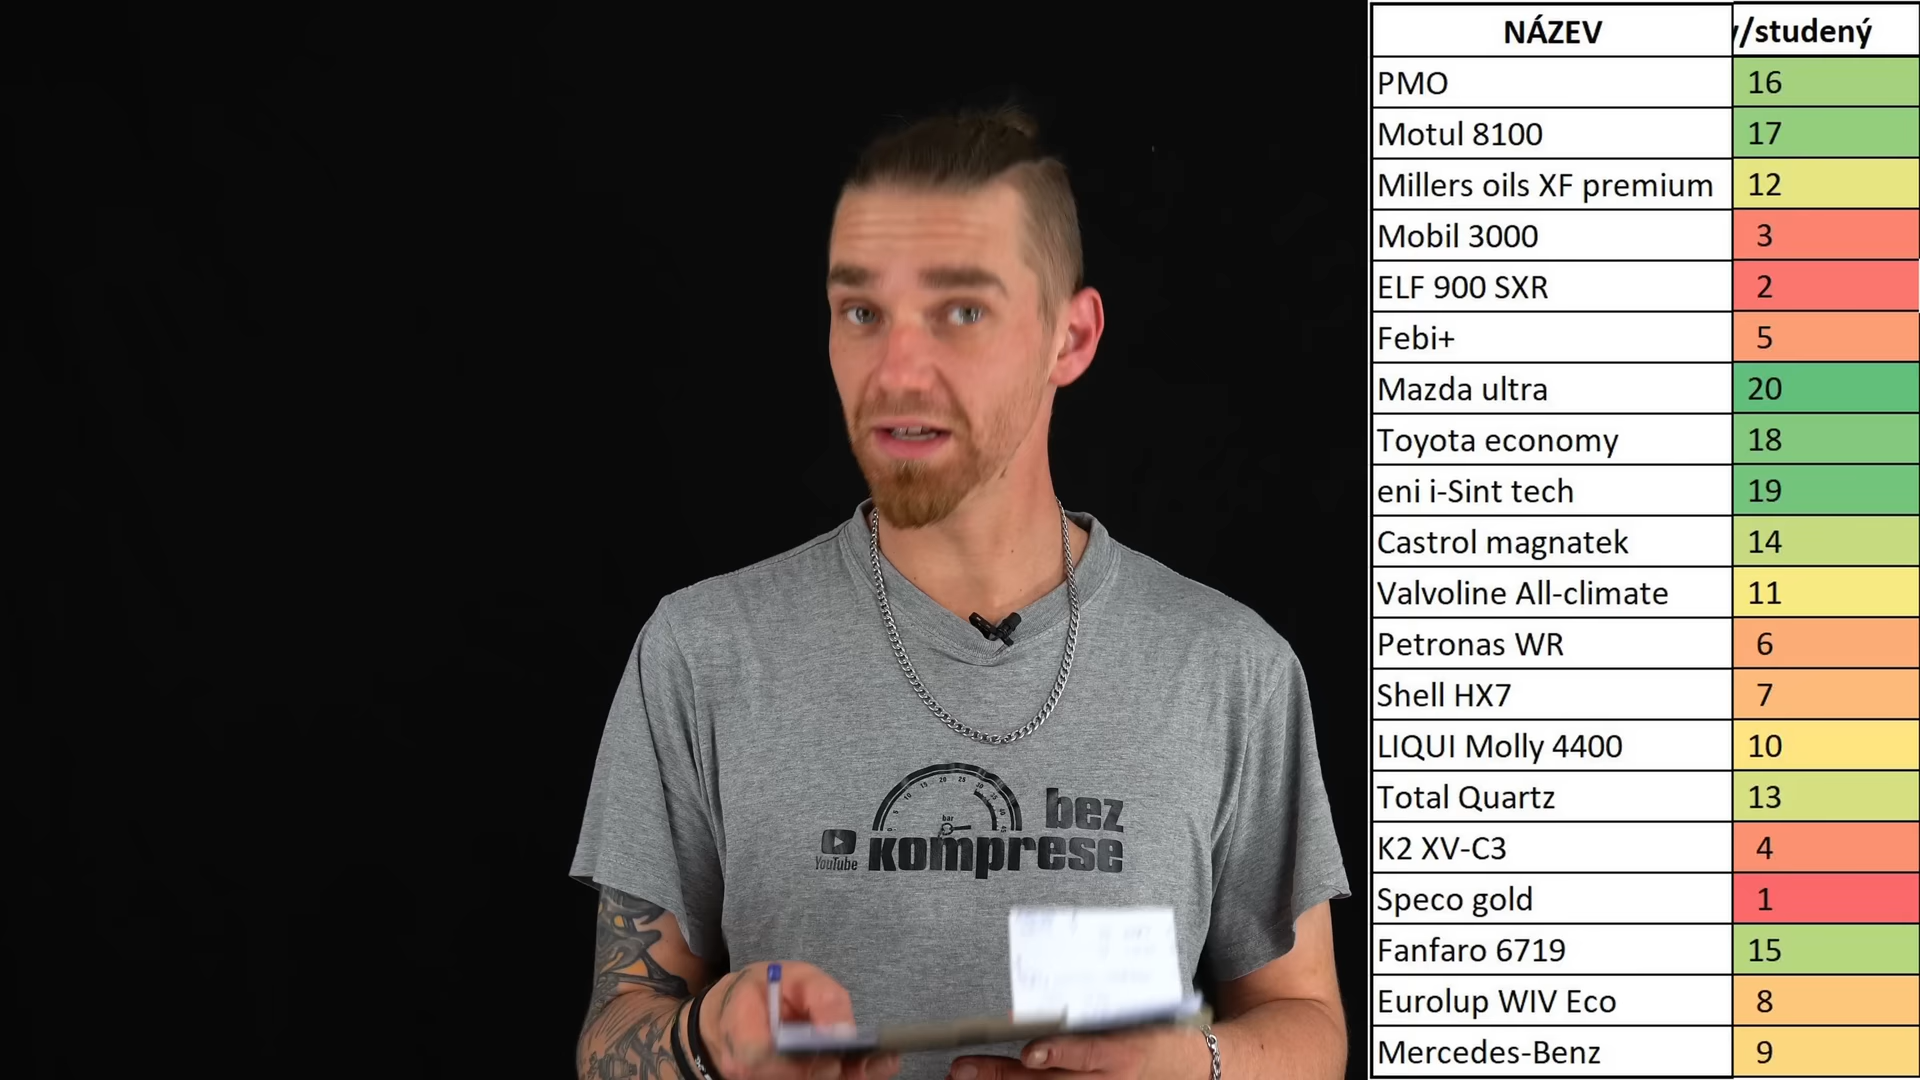 NÁZEV /studený
PMO 16
Motul 8100 17
Millers oils XF premium 12
Mobil 3000 3
ELF 900 SXR 2
Febi+ 5
Mazda ultra 20
Toyota economy 18
eni i-Sint tech 19
Castrol magnatek 14
Valvoline All-climate 11
Petronas WR 6
Shell HX7 7
LIQUI Molly 4400 10
Total Quartz 13
K2 XV-C3 4
Speco gold 1
Fanfaro 6719 15
Eurolup WIV Eco 8
Mercedes-Benz 9
bar
bez
YouTube komprese